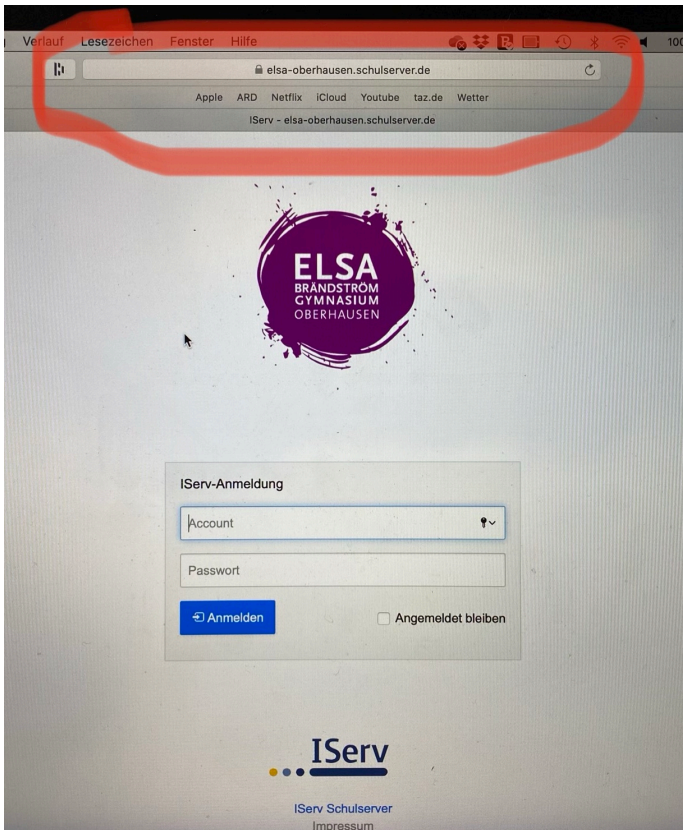 Verlauf Lesezeichen Fenster Hilfe 100
elsa-oberhausen.schulserver.de
Apple ARD Netflix iCloud Youtube taz.de Wetter
IServ - elsa-oberhausen.schulserver.de
ELSA
BRÄNDSTRÖM
GYMNASIUM
OBERHAUSEN
IServ-Anmeldung
Account
Passwort
Anmelden Angemeldet bleiben
IServ
IServ Schulserver
Impressum